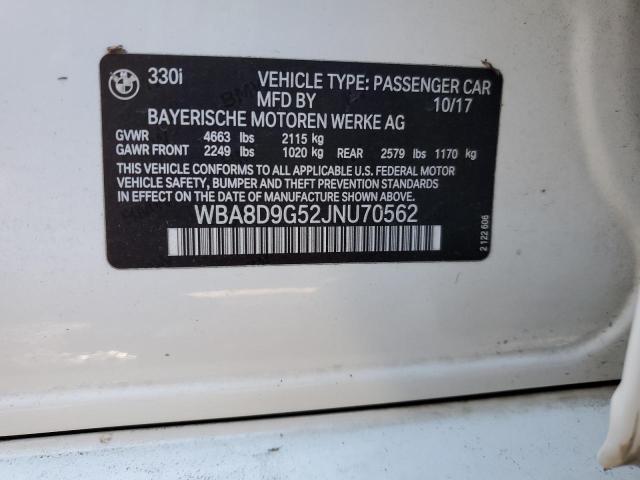 330i VEHICLE TYPE: PASSENGER CAR
MFD BY 10/17
BAYERISCHE MOTOREN WERKE AG
GVWR 4663 lbs 2115 kg
GAWR FRONT 2249 lbs 1020 kg REAR 2579 lbs 1170 kg
THIS VEHICLE CONFORMS TO ALL APPLICABLE U.S. FEDERAL MOTOR
VEHICLE SAFETY, BUMPER AND THEFT PREVENTION STANDARDS
IN EFFECT ON THE DATE OF MANUFACTURE SHOWN ABOVE.
WBA8D9G52JNU70562
2 122 606